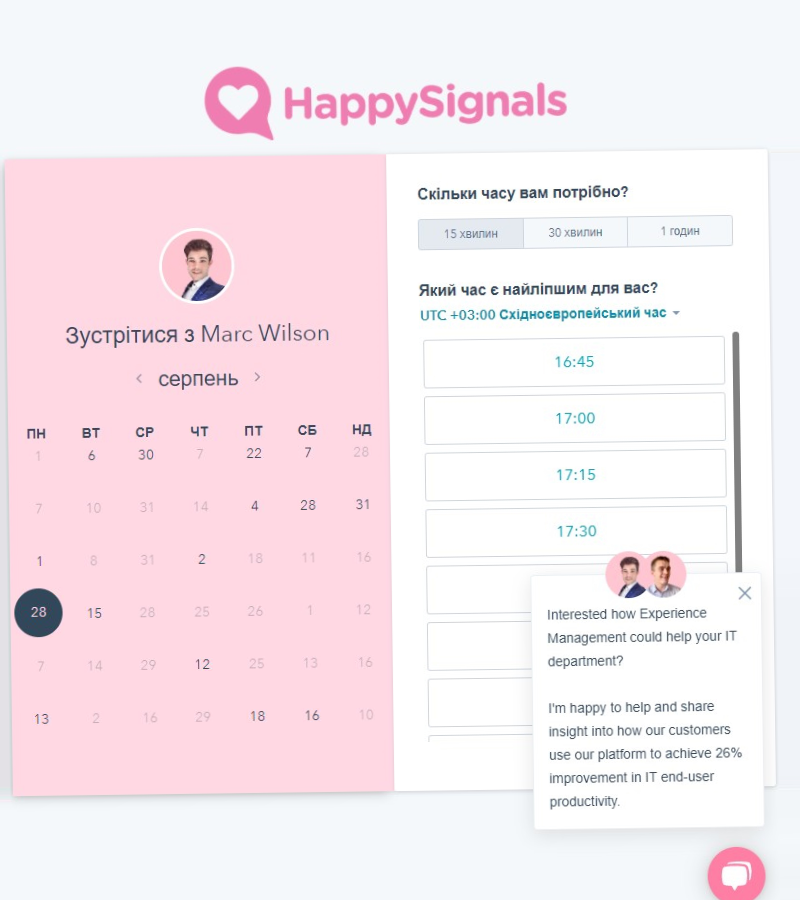 HappySignals
Зустрітися з Marc Wilson
серпень
ПН ВТ СР ЧТ ПТ СБ НД
1 6 30 7 22 7 28
7 10 31 14 4 28 31
1 8 31 2 18 11 16
28 15 28 25 26 1 12
7 14 29 12 25 13 16
13 2 16 29 18 16 10
Скільки часу вам потрібно?
15 хвилин 30 хвилин 1 годин
Який час є найліпшим для вас?
UTC +03:00 Східноєвропейський час
16:45
17:00
17:15
17:30
Interested how Experience
Management could help your IT
department?
I'm happy to help and share
insight into how our customers
use our platform to achieve 26%
improvement in IT end-user
productivity.